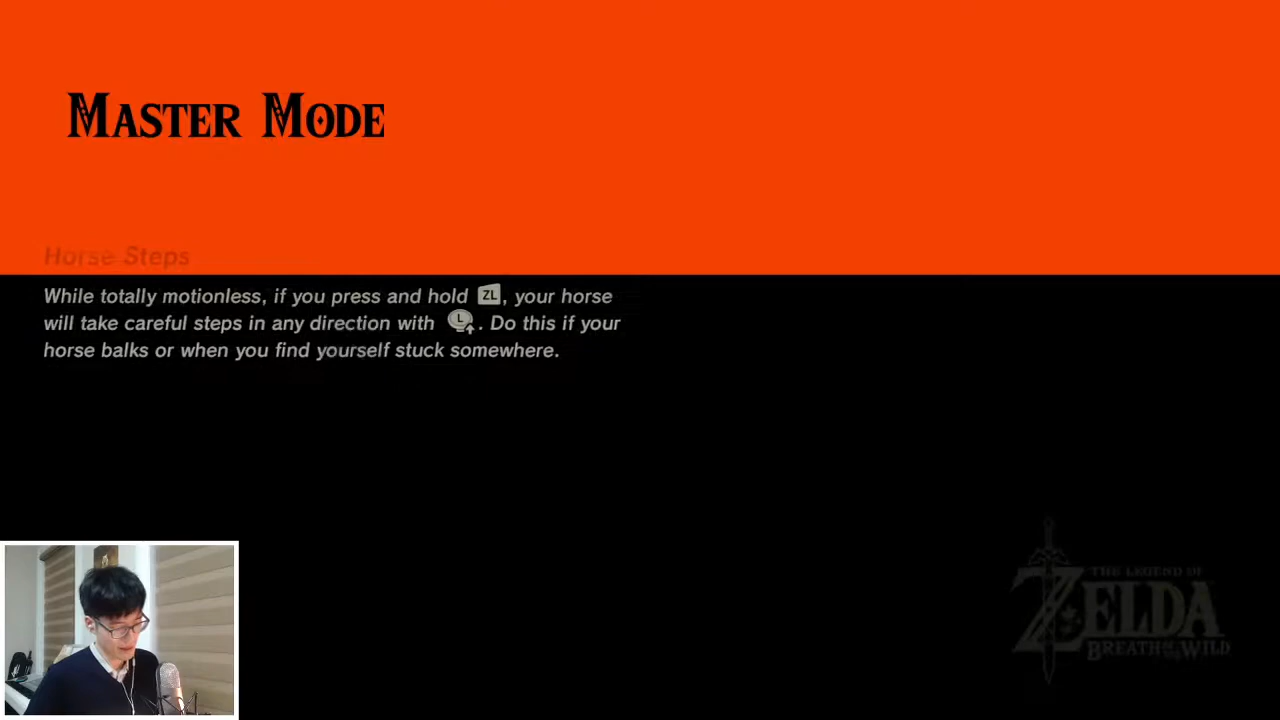 Master Mode
Horse Steps
While totally motionless, if you press and hold ZL, your horse
will take careful steps in any direction with L. Do this if your
horse balks or when you find yourself stuck somewhere.
THE LEGEND OF
ZELDA
BREATH OF THE WILD